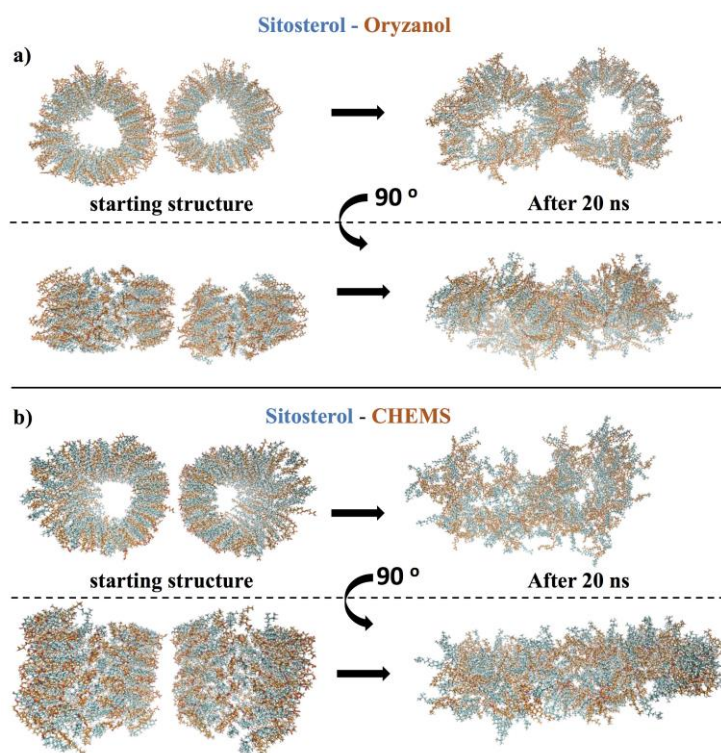 Sitosterol - Oryzanol
a)
starting structure
90 º
After 20 ns
b)
Sitosterol - CHEMS
starting structure
90 º
After 20 ns